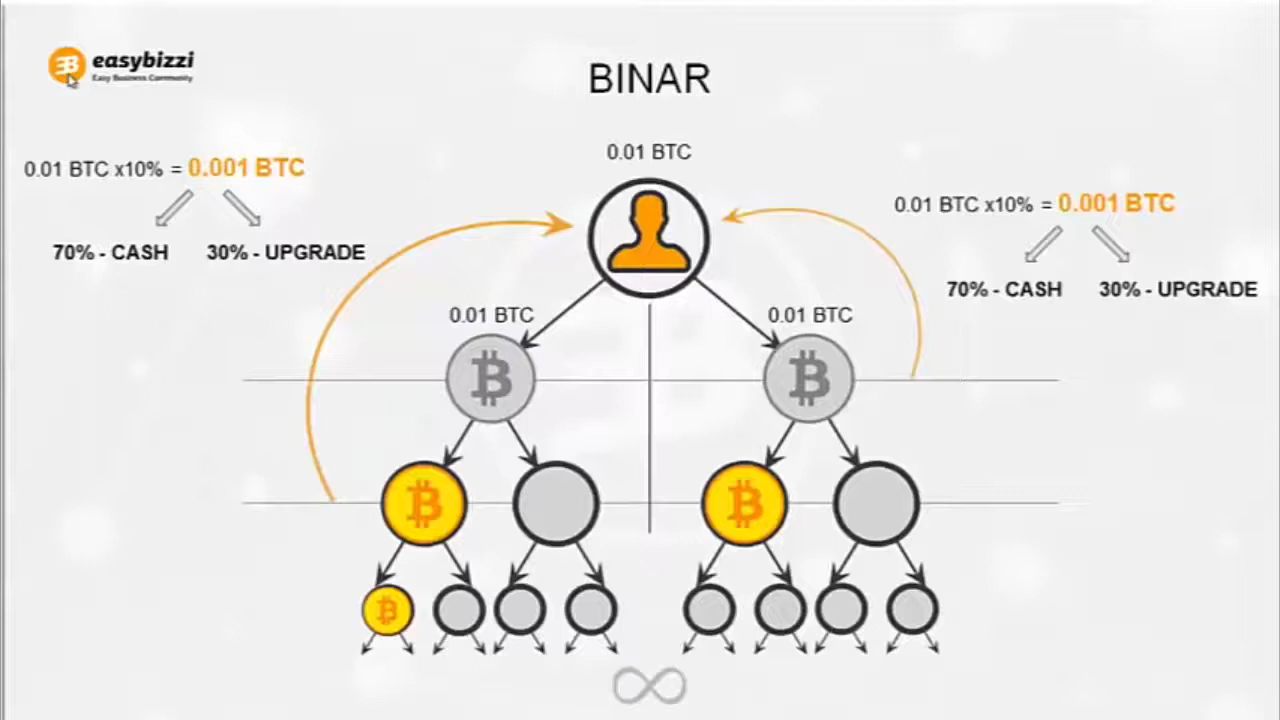 easybizzi
Easy Business Community
BINAR
0.01 BTC
0.01 BTC x10% = 0.001 BTC
70% - CASH 30% - UPGRADE
0.01 BTC x10% = 0.001 BTC
70% - CASH 30% - UPGRADE
0.01 BTC 0.01 BTC